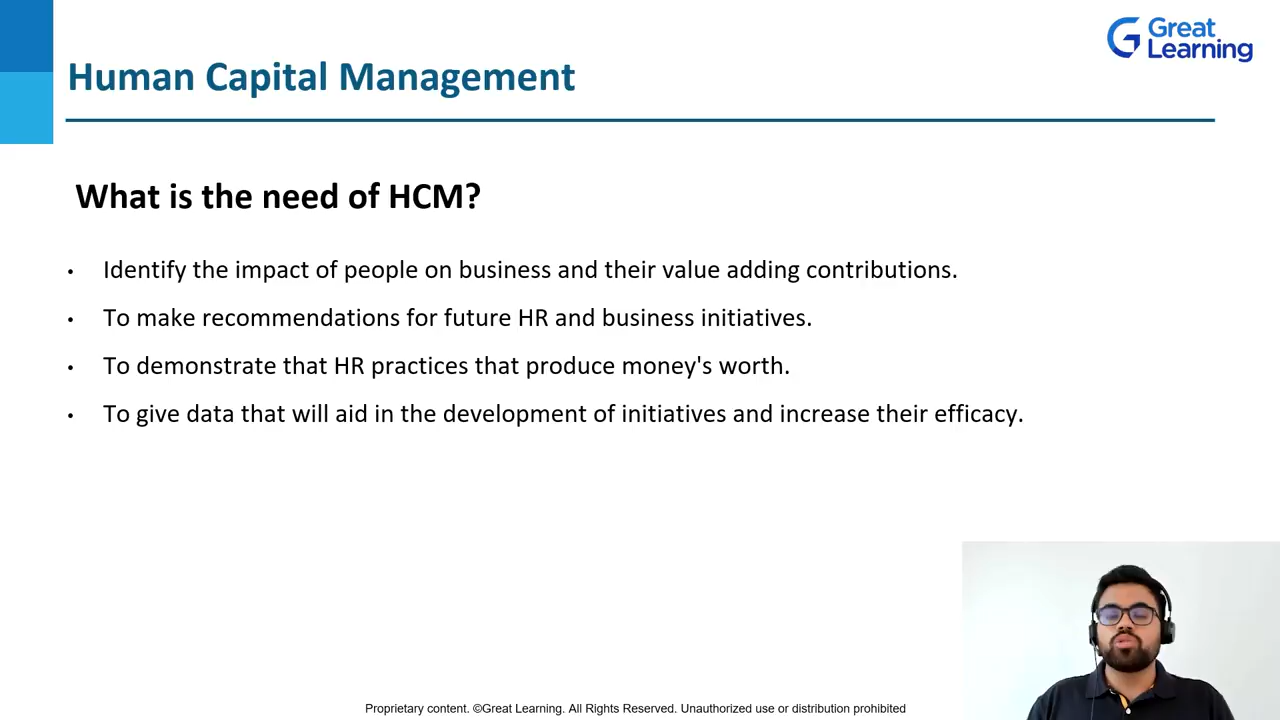 Great
Learning
Human Capital Management
What is the need of HCM?
• Identify the impact of people on business and their value adding contributions.
• To make recommendations for future HR and business initiatives.
• To demonstrate that HR practices that produce money's worth.
• To give data that will aid in the development of initiatives and increase their efficacy.
Proprietary content. ©Great Learning. All Rights Reserved. Unauthorized use or distribution prohibited